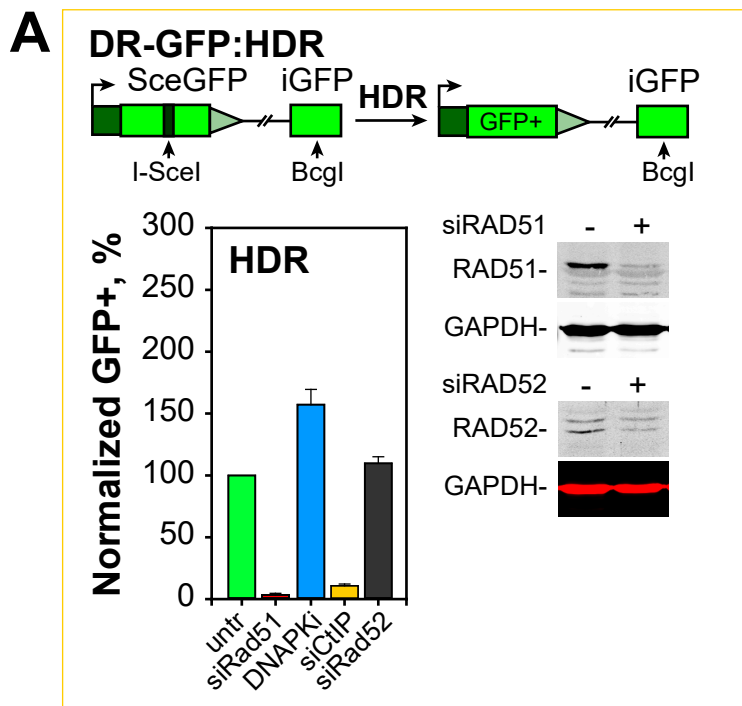 A
DR-GFP:HDR
SceGFP iGFP HDR iGFP
GFP+
I-SceI BcgI BcgI
300
250
200
150
100
50
0
Normalized GFP+, %
HDR
untr
siRad51
DNAPKi
siCtIP
siRad52
siRAD51 - +
RAD51-
GAPDH-
siRAD52 - +
RAD52-
GAPDH-